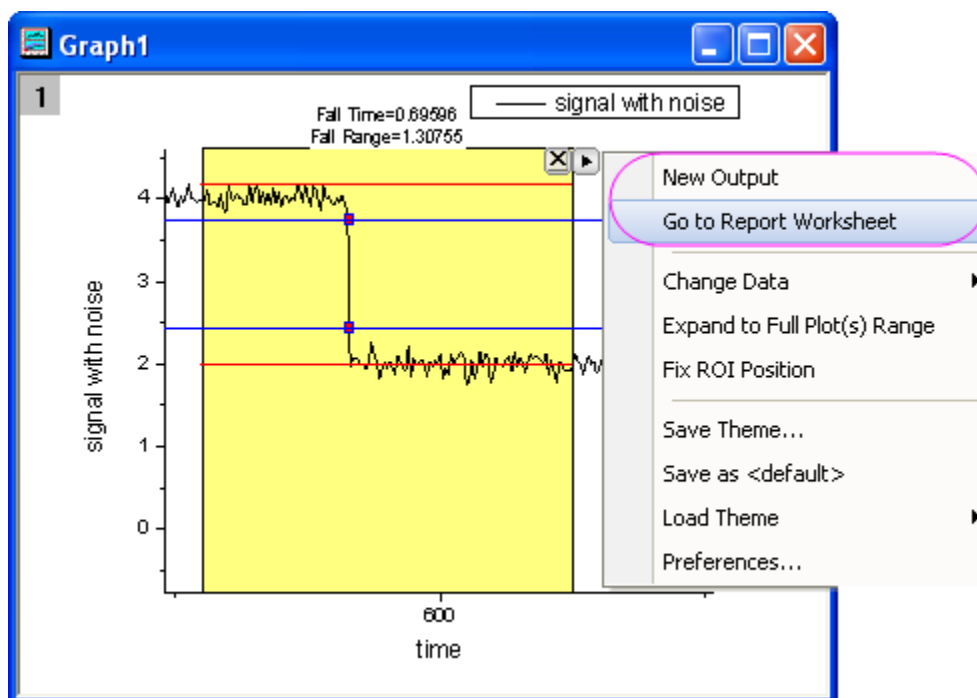 Graph1
1
signal with noise
Fall Time=0.69596
Fall Range=1.30755
New Output
Go to Report Worksheet
Change Data
Expand to Full Plot(s) Range
Fix ROI Position
Save Theme...
Save as <default>
Load Theme
Preferences...
4
3
2
1
0
signal with noise
600
time